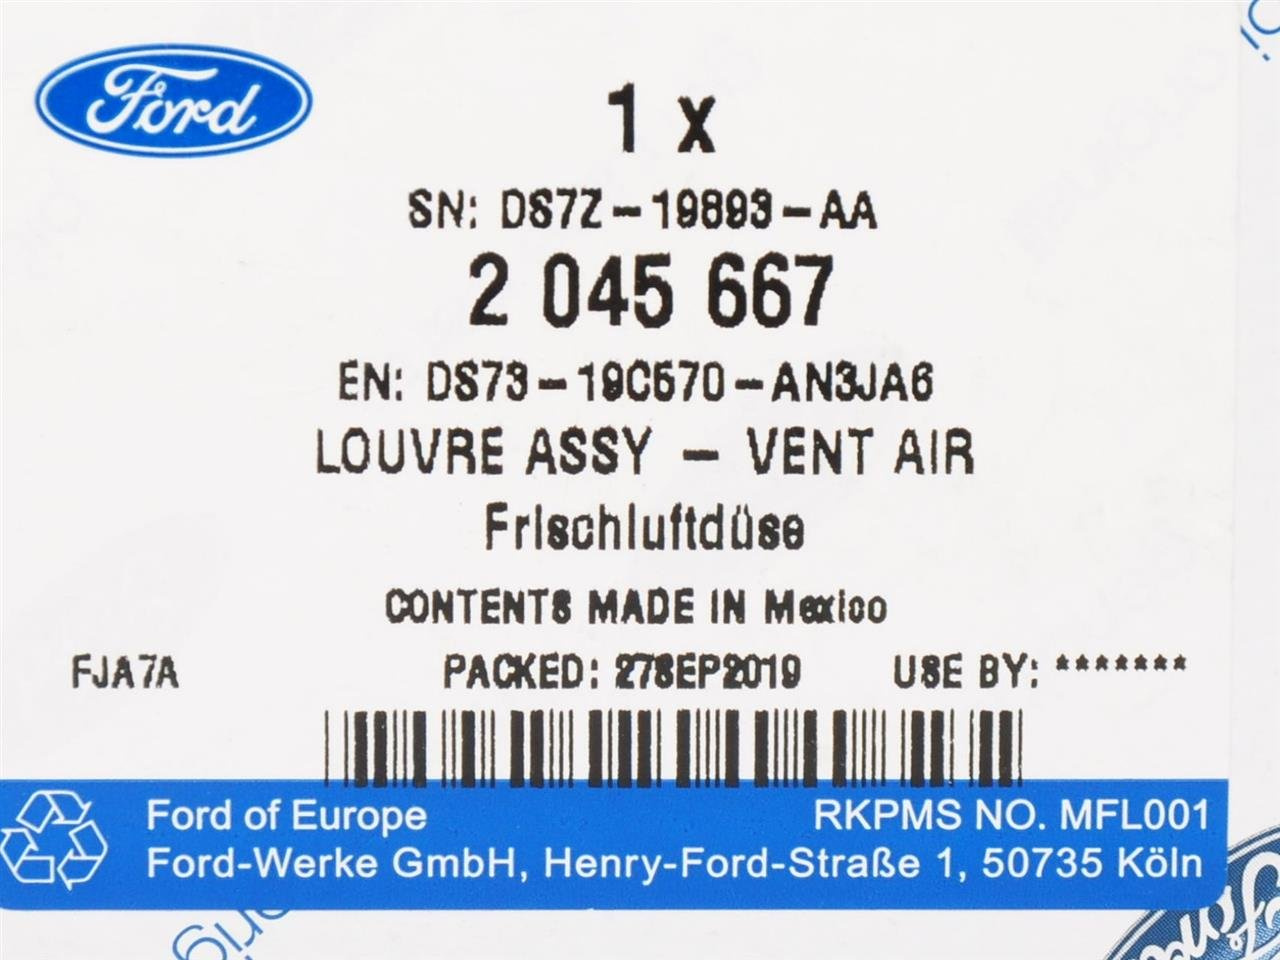 Ford
1 x
SN: DS7Z-19893-AA
2 045 667
EN: DS73-19C570-AN3JA6
LOUVRE ASSY - VENT AIR
Frischluftdüse
CONTENTS MADE IN Mexico
FJA7A PACKED: 27SEP2019 USE BY: *******
Ford of Europe RKPMS NO. MFL001
Ford-Werke GmbH, Henry-Ford-Straße 1, 50735 Köln
orig
Ford